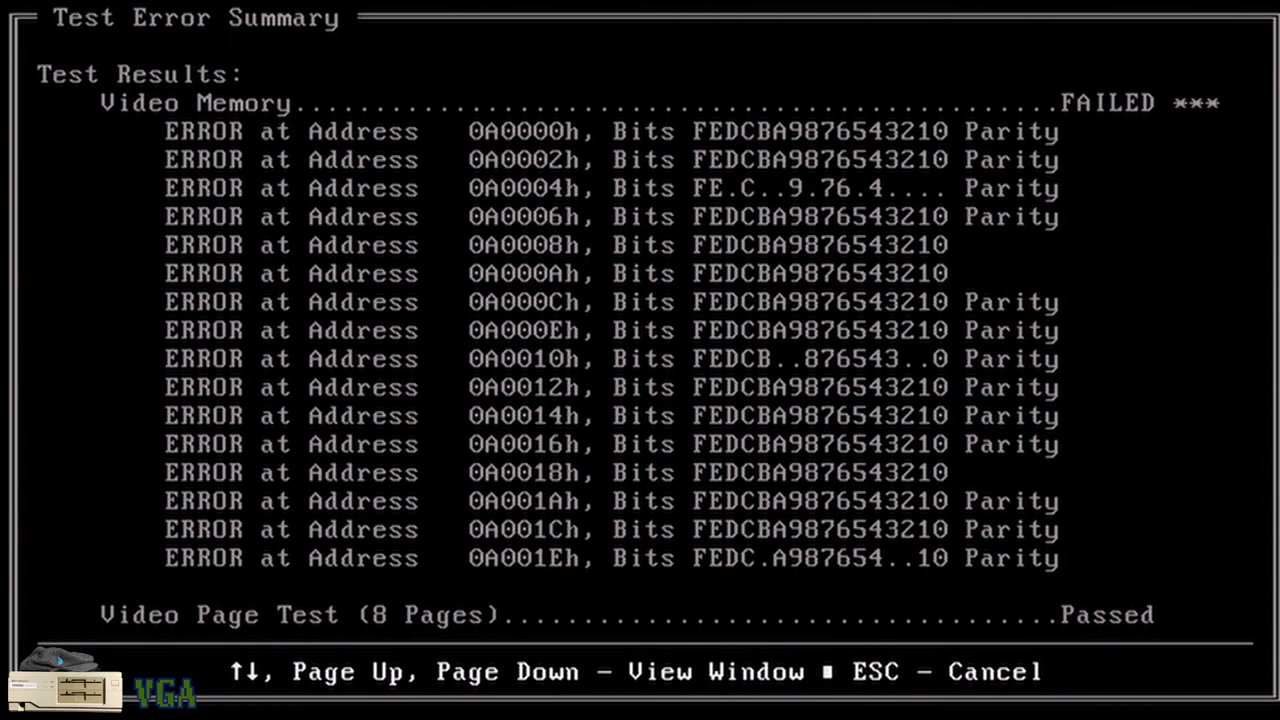 Test Error Summary
Test Results:
Video Memory................................................FAILED ***
ERROR at Address 0A0000h, Bits FEDCBA9876543210 Parity
ERROR at Address 0A0002h, Bits FEDCBA9876543210 Parity
ERROR at Address 0A0004h, Bits FE.C..9.76.4.... Parity
ERROR at Address 0A0006h, Bits FEDCBA9876543210 Parity
ERROR at Address 0A0008h, Bits FEDCBA9876543210
ERROR at Address 0A000Ah, Bits FEDCBA9876543210
ERROR at Address 0A000Ch, Bits FEDCBA9876543210 Parity
ERROR at Address 0A000Eh, Bits FEDCBA9876543210 Parity
ERROR at Address 0A0010h, Bits FEDCB..876543..0 Parity
ERROR at Address 0A0012h, Bits FEDCBA9876543210 Parity
ERROR at Address 0A0014h, Bits FEDCBA9876543210 Parity
ERROR at Address 0A0016h, Bits FEDCBA9876543210 Parity
ERROR at Address 0A0018h, Bits FEDCBA9876543210
ERROR at Address 0A001Ah, Bits FEDCBA9876543210 Parity
ERROR at Address 0A001Ch, Bits FEDCBA9876543210 Parity
ERROR at Address 0A001Eh, Bits FEDC.A987654..10 Parity
Video Page Test (8 Pages)...................................Passed
↑↓, Page Up, Page Down - View Window ■ ESC - Cancel
VGA